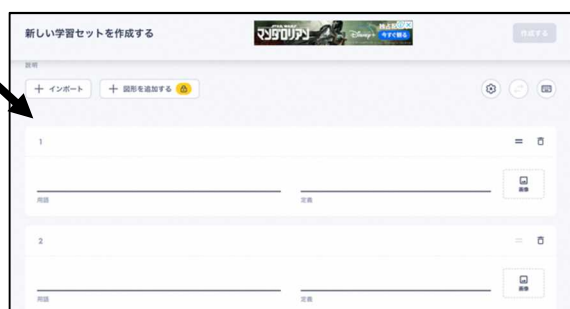 新しい学習セットを作成する
STAR WARS
マンダロリアン
Disney+
独占配信
今すぐ観る
作成する
説明
+ インポート
+ 図形を追加する
1
用語
定義
画像
2
用語
定義
画像